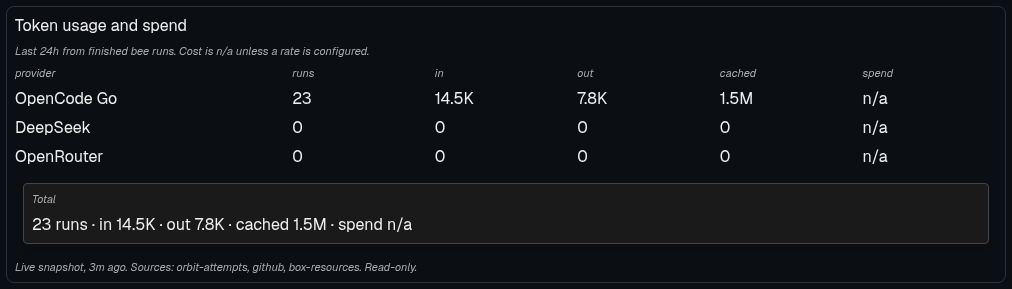 Token usage and spend
Last 24h from finished bee runs. Cost is n/a unless a rate is configured.
provider runs in out cached spend
OpenCode Go 23 14.5K 7.8K 1.5M n/a
DeepSeek 0 0 0 0 n/a
OpenRouter 0 0 0 0 n/a
Total
23 runs · in 14.5K · out 7.8K · cached 1.5M · spend n/a
Live snapshot, 3m ago. Sources: orbit-attempts, github, box-resources. Read-only.